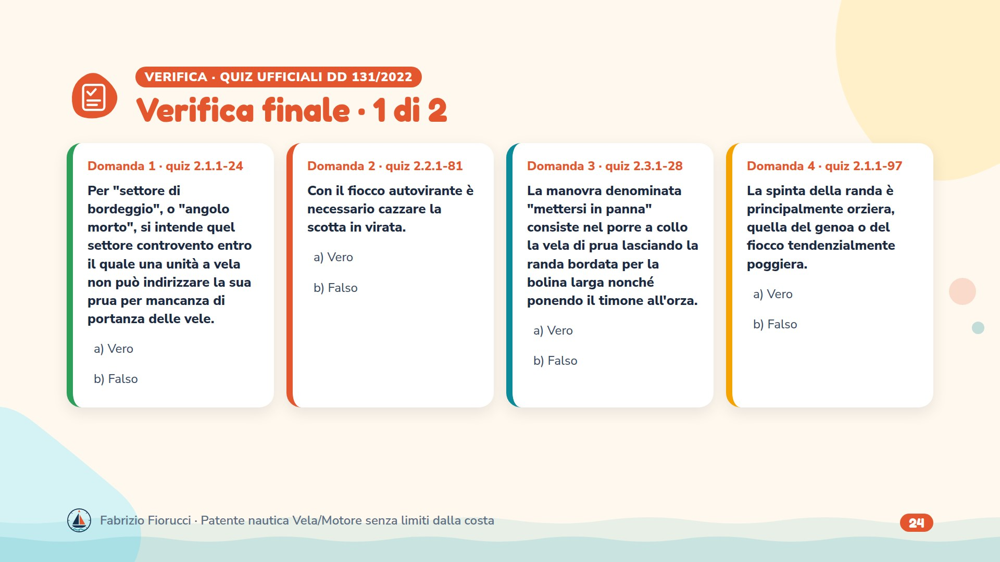 VERIFICA · QUIZ UFFICIALI DD 131/2022
Verifica finale · 1 di 2
Domanda 1 · quiz 2.1.1-24
Per "settore di
bordeggio", o "angolo
morto", si intende quel
settore controvento entro
il quale una unità a vela
non può indirizzare la sua
prua per mancanza di
portanza delle vele.
a) Vero
b) Falso
Domanda 2 · quiz 2.2.1-81
Con il fiocco autovirante è
necessario cazzare la
scotta in virata.
a) Vero
b) Falso
Domanda 3 · quiz 2.3.1-28
La manovra denominata
"mettersi in panna"
consiste nel porre a collo
la vela di prua lasciando la
randa bordata per la
bolina larga nonché
ponendo il timone all'orza.
a) Vero
b) Falso
Domanda 4 · quiz 2.1.1-97
La spinta della randa è
principalmente orziera,
quella del genoa o del
fiocco tendenzialmente
poggiera.
a) Vero
b) Falso
Fabrizio Fiorucci · Patente nautica Vela/Motore senza limiti dalla costa
24